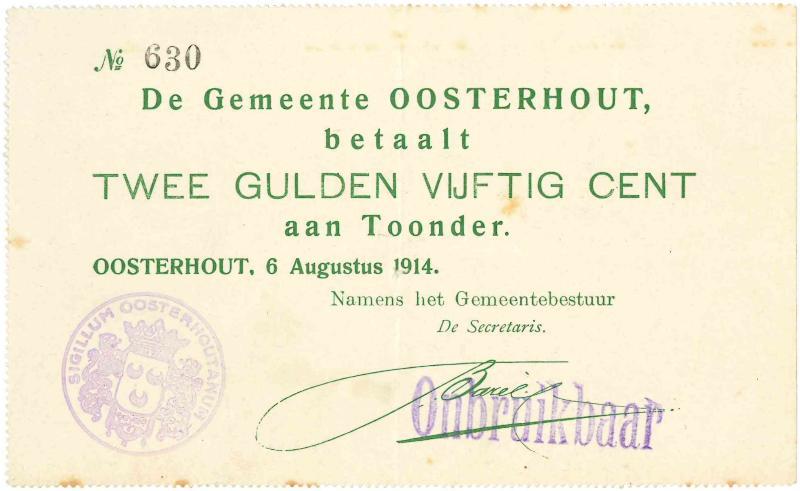 № 630
De Gemeente OOSTERHOUT,
betaalt
TWEE GULDEN VIJFTIG CENT
aan Toonder.
OOSTERHOUT, 6 Augustus 1914.
Namens het Gemeentebestuur
De Secretaris.
SIGILLUM OOSTERHOUTANUM
Onbruikbaar